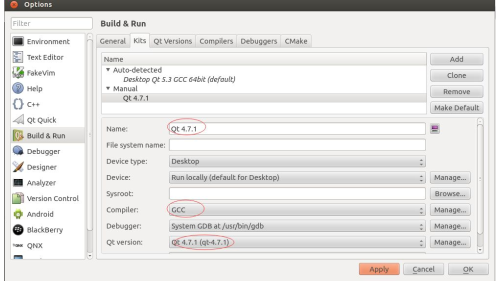 Options
Filter
Build & Run
Environment
Text Editor
FakeVim
Help
C++
Qt Quick
Build & Run
Debugger
Designer
Analyzer
Version Control
Android
BlackBerry
QNX
General Kits Qt Versions Compilers Debuggers CMake
Name
Auto-detected
Desktop Qt 5.3 GCC 64bit (default)
Manual
Qt 4.7.1
Add
Clone
Remove
Make Default
Name: Qt 4.7.1
File system name:
Device type: Desktop
Device: Run locally (default for Desktop) Manage...
Sysroot: Browse...
Compiler: GCC Manage...
Debugger: System GDB at /usr/bin/gdb Manage...
Qt version: Qt 4.7.1 (qt-4.7.1) Manage...
Apply Cancel OK